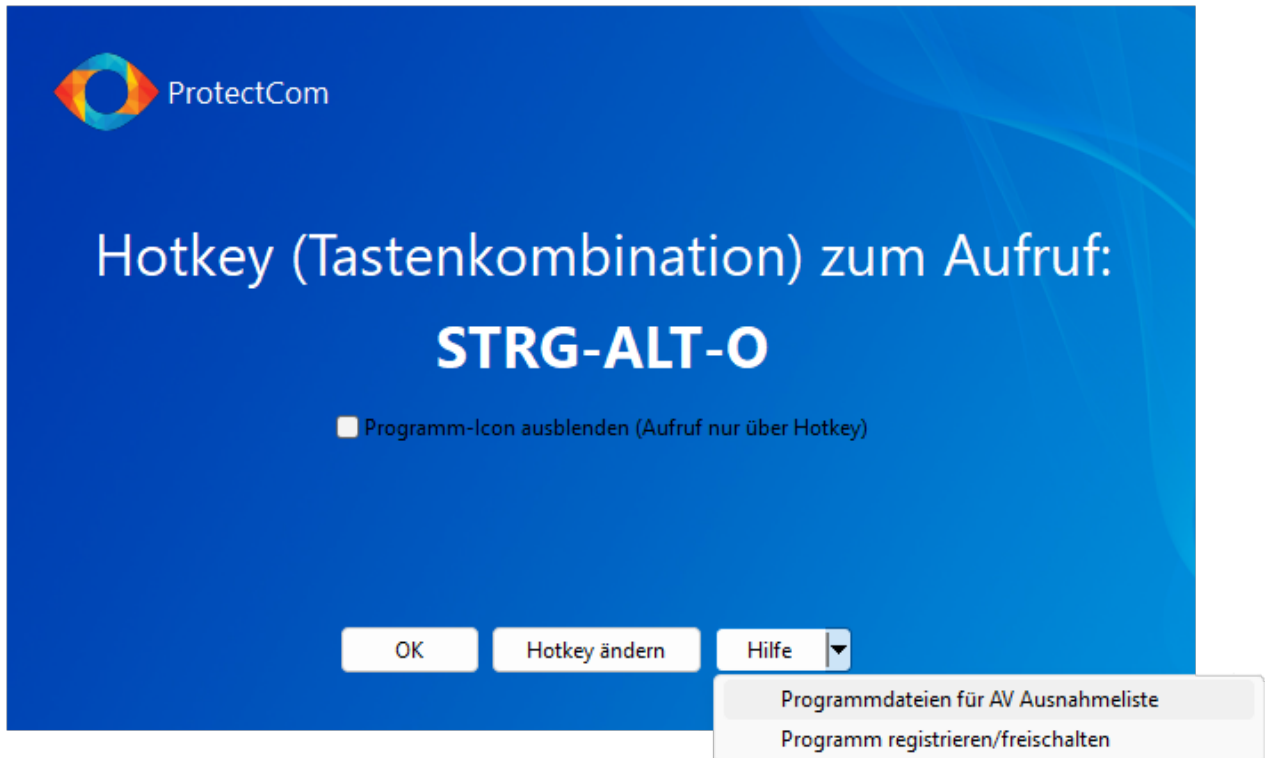 ProtectCom
Hotkey (Tastenkombination) zum Aufruf:
STRG-ALT-O
Programm-Icon ausblenden (Aufruf nur über Hotkey)
OK
Hotkey ändern
Hilfe
Programmdateien für AV Ausnahmeliste
Programm registrieren/freischalten